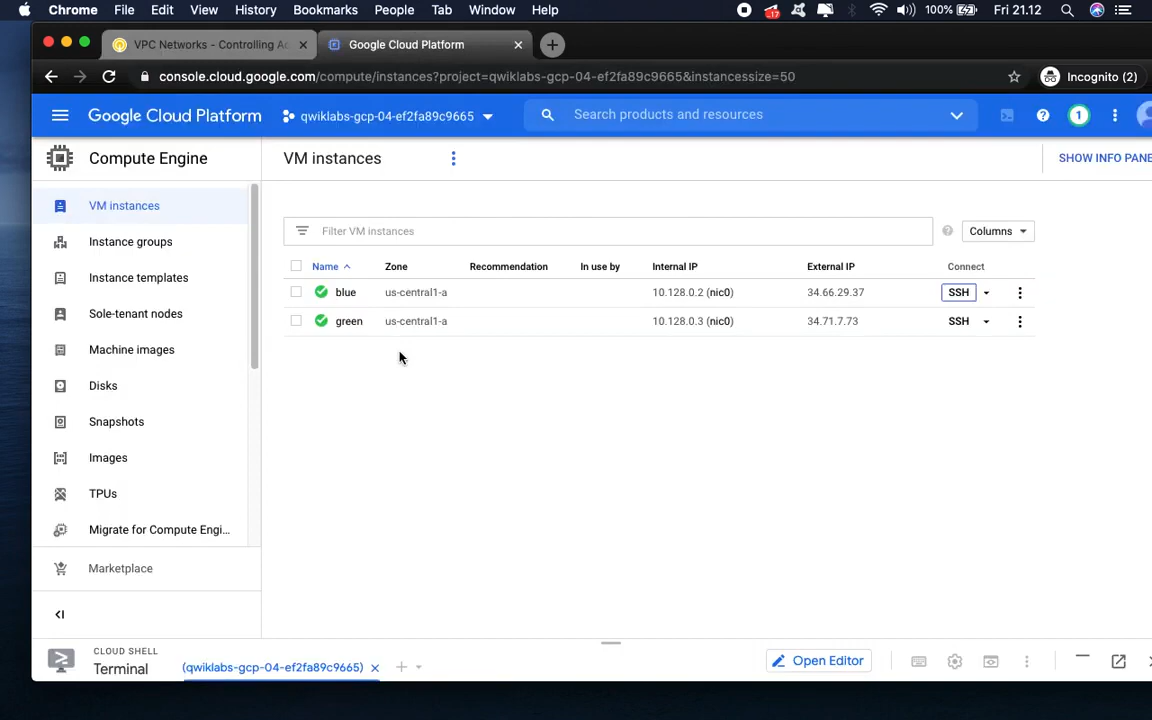 Chrome File Edit View History Bookmarks People Tab Window Help 17 100% Fri 21.12
VPC Networks - Controlling Ac Google Cloud Platform
console.cloud.google.com/compute/instances?project=qwiklabs-gcp-04-ef2fa89c9665&instancessize=50 Incognito (2)
Google Cloud Platform qwiklabs-gcp-04-ef2fa89c9665 Search products and resources 1
Compute Engine VM instances SHOW INFO PANE
VM instances
Filter VM instances Columns
Instance groups
Name Zone Recommendation In use by Internal IP External IP Connect
Instance templates
blue us-central1-a 10.128.0.2 (nic0) 34.66.29.37 SSH
Sole-tenant nodes
green us-central1-a 10.128.0.3 (nic0) 34.71.7.73 SSH
Machine images
Disks
Snapshots
Images
TPUs
Migrate for Compute Engi...
Marketplace
CLOUD SHELL
Terminal (qwiklabs-gcp-04-ef2fa89c9665) Open Editor